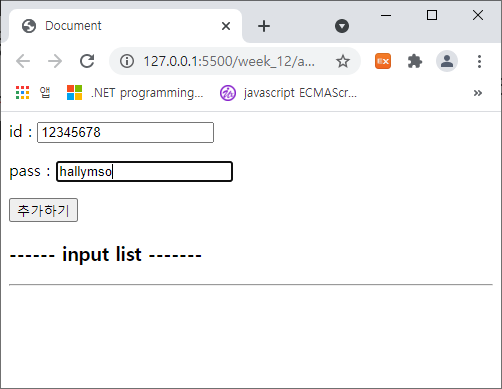 Document
127.0.0.1:5500/week_12/a...
앱 .NET programming... javascript ECMAScr...
id : 12345678
pass : hallymso
추가하기
------ input list -------